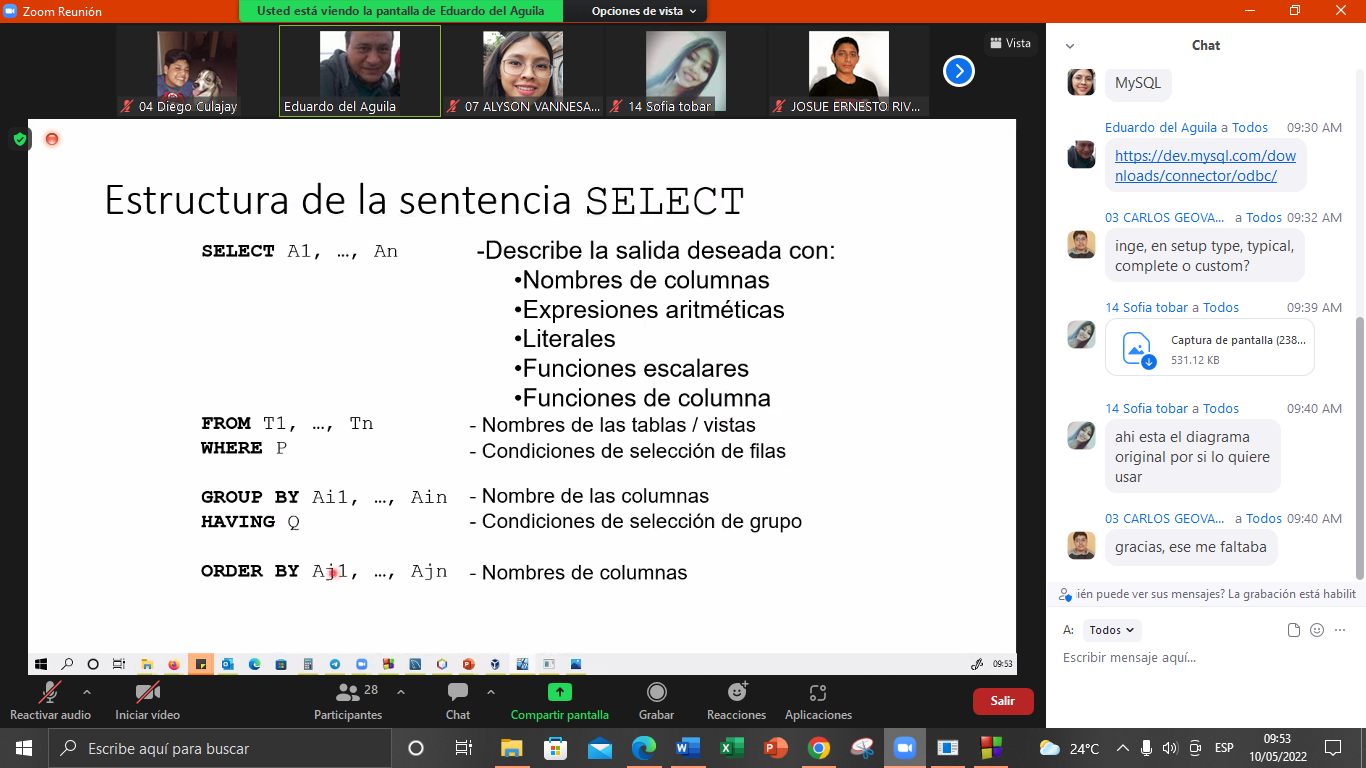 Zoom Reunión
Usted está viendo la pantalla de Eduardo del Aguila
Opciones de vista
04 Diego Culajay
Eduardo del Aguila
07 ALYSON VANNESA...
14 Sofia tobar
JOSUE ERNESTO RIV...
Vista
Estructura de la sentencia SELECT
SELECT A1, …, An
-Describe la salida deseada con:
•Nombres de columnas
•Expresiones aritméticas
•Literales
•Funciones escalares
•Funciones de columna
FROM T1, …, Tn
- Nombres de las tablas / vistas
WHERE P
- Condiciones de selección de filas
GROUP BY Ai1, …, Ain
- Nombre de las columnas
HAVING Q
- Condiciones de selección de grupo
ORDER BY Aj1, …, Ajn
- Nombres de columnas
09:53
Chat
MySQL
Eduardo del Aguila a Todos 09:30 AM
https://dev.mysql.com/dow
nloads/connector/odbc/
03 CARLOS GEOVA... a Todos 09:32 AM
inge, en setup type, typical,
complete o custom?
14 Sofia tobar a Todos 09:39 AM
Captura de pantalla (238...
531.12 KB
14 Sofia tobar a Todos 09:40 AM
ahi esta el diagrama
original por si lo quiere
usar
03 CARLOS GEOVA... a Todos 09:40 AM
gracias, ese me faltaba
ién puede ver sus mensajes? La grabación está habilit
A: Todos
Escribir mensaje aquí...
Reactivar audio
Iniciar vídeo
28
Participantes
Chat
Compartir pantalla
Grabar
Reacciones
Aplicaciones
Salir
Escribe aquí para buscar
24°C
ESP
09:53
10/05/2022